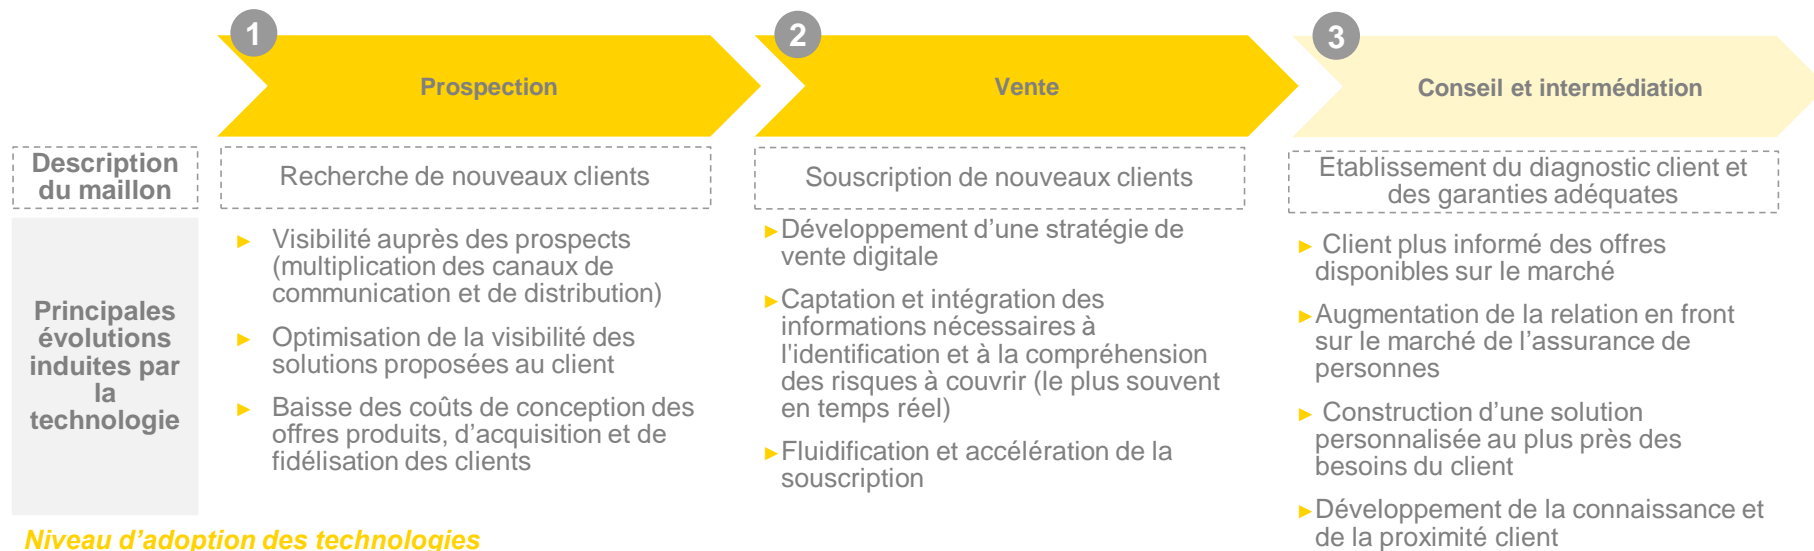 1
Prospection
2
Vente
3
Conseil et intermédiation
Description
du maillon
Recherche de nouveaux clients
Souscription de nouveaux clients
Etablissement du diagnostic client et
des garanties adéquates
Principales
évolutions
induites par
la
technologie
► Visibilité auprès des prospects
(multiplication des canaux de
communication et de distribution)
► Optimisation de la visibilité des
solutions proposées au client
► Baisse des coûts de conception des
offres produits, d’acquisition et de
fidélisation des clients
►Développement d’une stratégie de
vente digitale
►Captation et intégration des
informations nécessaires à
l'identification et à la compréhension
des risques à couvrir (le plus souvent
en temps réel)
►Fluidification et accélération de la
souscription
► Client plus informé des offres
disponibles sur le marché
►Augmentation de la relation en front
sur le marché de l’assurance de
personnes
► Construction d’une solution
personnalisée au plus près des
besoins du client
►Développement de la connaissance et
de la proximité client
Niveau d’adoption des technologies